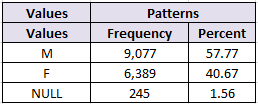 Values Patterns
Values Frequency Percent
M 9,077 57.77
F 6,389 40.67
NULL 245 1.56